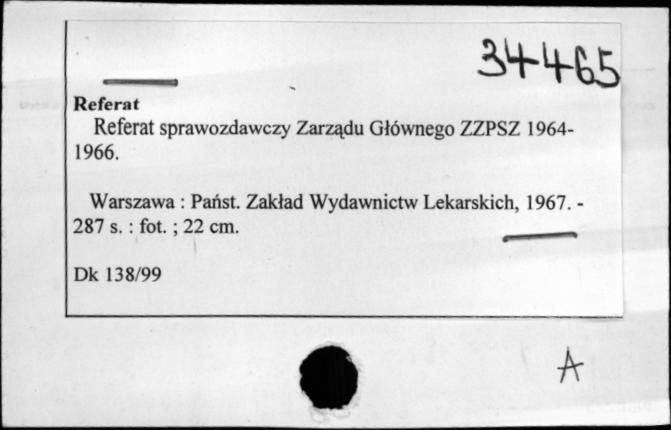 34465
Referat
Referat sprawozdawczy Zarządu Głównego ZZPSZ 1964-
1966.
Warszawa : Państ. Zakład Wydawnictw Lekarskich, 1967. -
287 s. : fot. ; 22 cm.
Dk 138/99
A